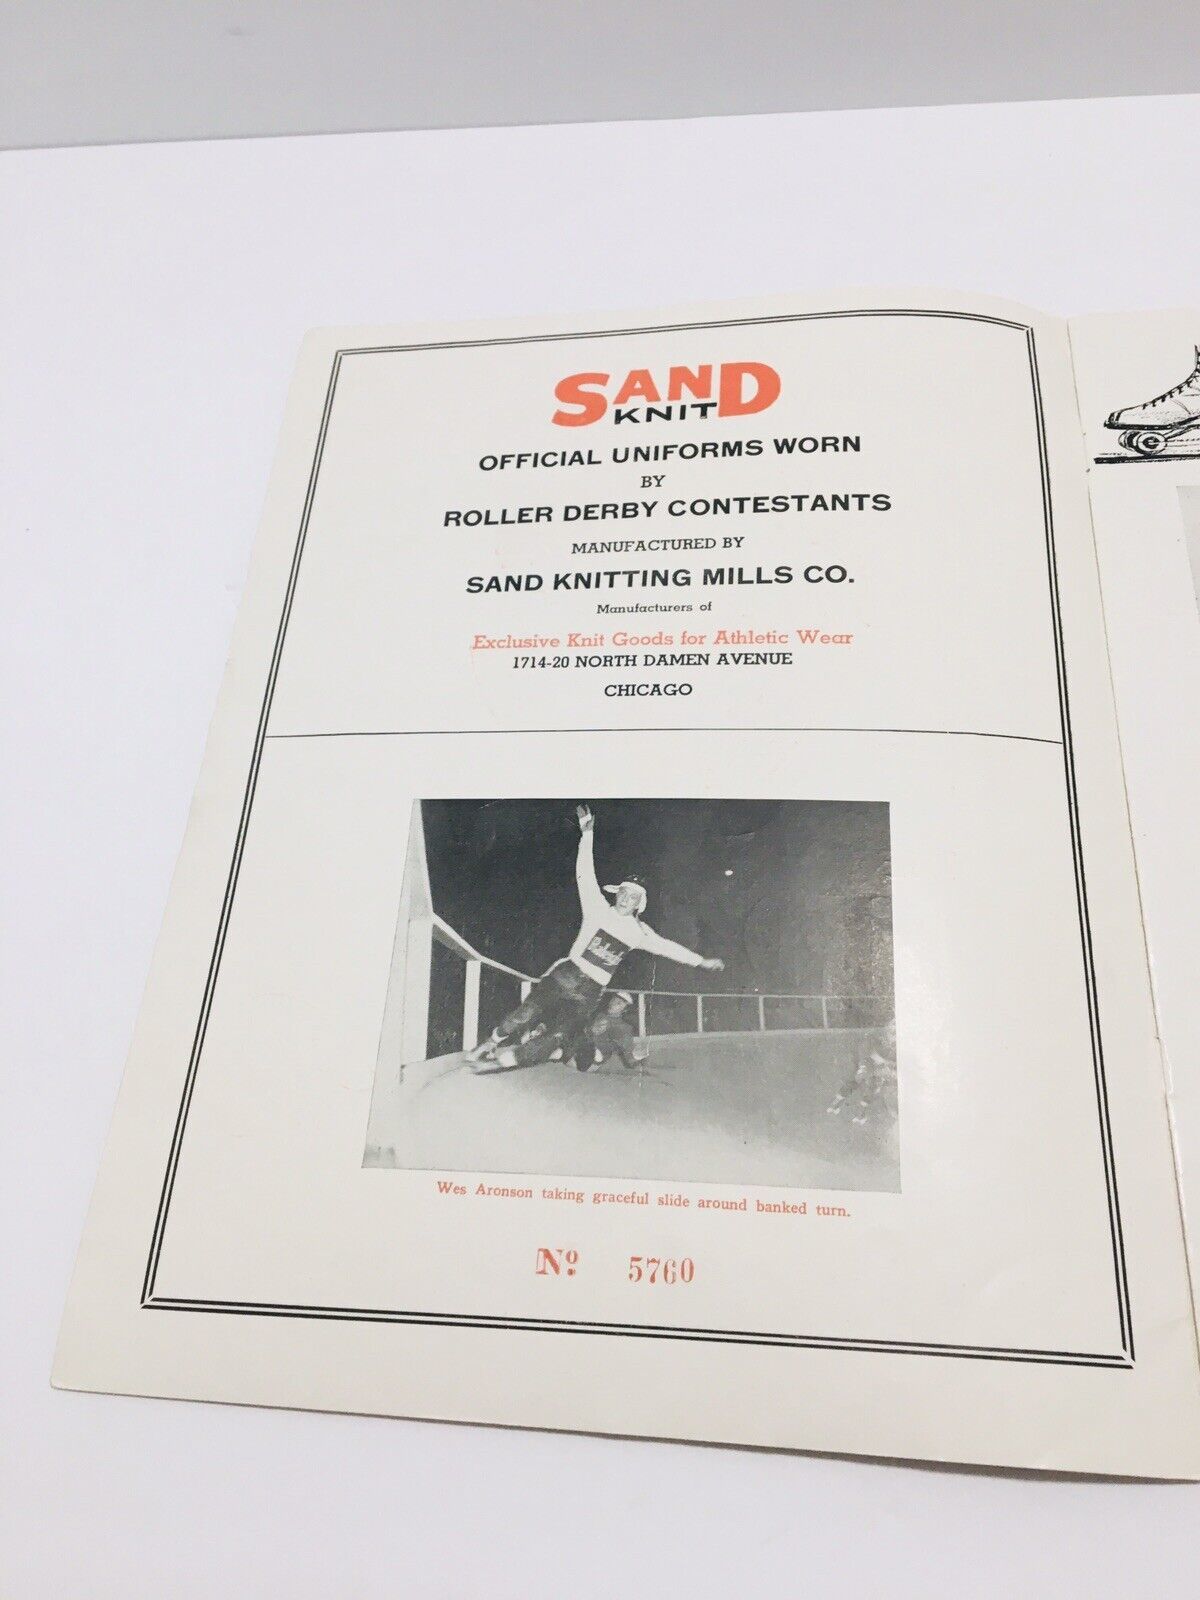 SAND
KNIT
OFFICIAL UNIFORMS WORN
BY
ROLLER DERBY CONTESTANTS
MANUFACTURED BY
SAND KNITTING MILLS CO.
Manufacturers of
Exclusive Knit Goods for Athletic Wear
1714-20 NORTH DAMEN AVENUE
CHICAGO
Wes Aronson taking graceful slide around banked turn.
Nº 5760